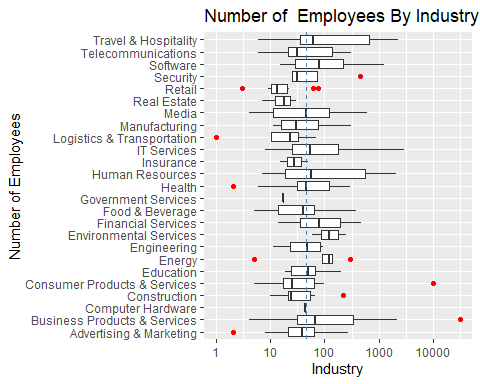 Number of  Employees By Industry
Number of Employees
Travel & Hospitality
Telecommunications
Software
Security
Retail
Real Estate
Media
Manufacturing
Logistics & Transportation
IT Services
Insurance
Human Resources
Health
Government Services
Food & Beverage
Financial Services
Environmental Services
Engineering
Energy
Education
Consumer Products & Services
Construction
Computer Hardware
Business Products & Services
Advertising & Marketing
1 10 100 1000 10000
Industry